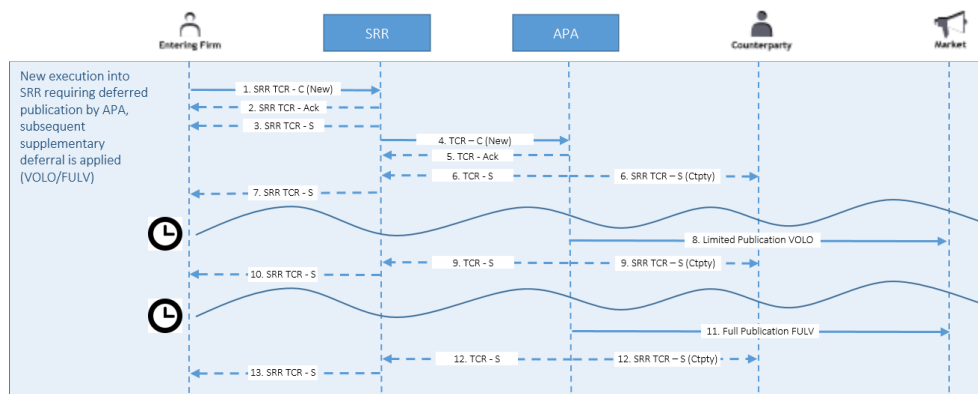 SRR
APA
Entering Firm
Counterparty
Market
New execution into
SRR requiring deferred
publication by APA,
subsequent
supplementary
deferral is applied
(VOLO/FULV)
1. SRR TCR - C (New)
2. SRR TCR - Ack
3. SRR TCR - S
4. TCR – C (New)
5. TCR - Ack
6. TCR - S
6. SRR TCR – S (Ctpty)
7. SRR TCR - S
8. Limited Publication VOLO
9. TCR - S
9. SRR TCR – S (Ctpty)
10. SRR TCR - S
11. Full Publication FULV
12. TCR - S
12. SRR TCR – S (Ctpty)
13. SRR TCR - S